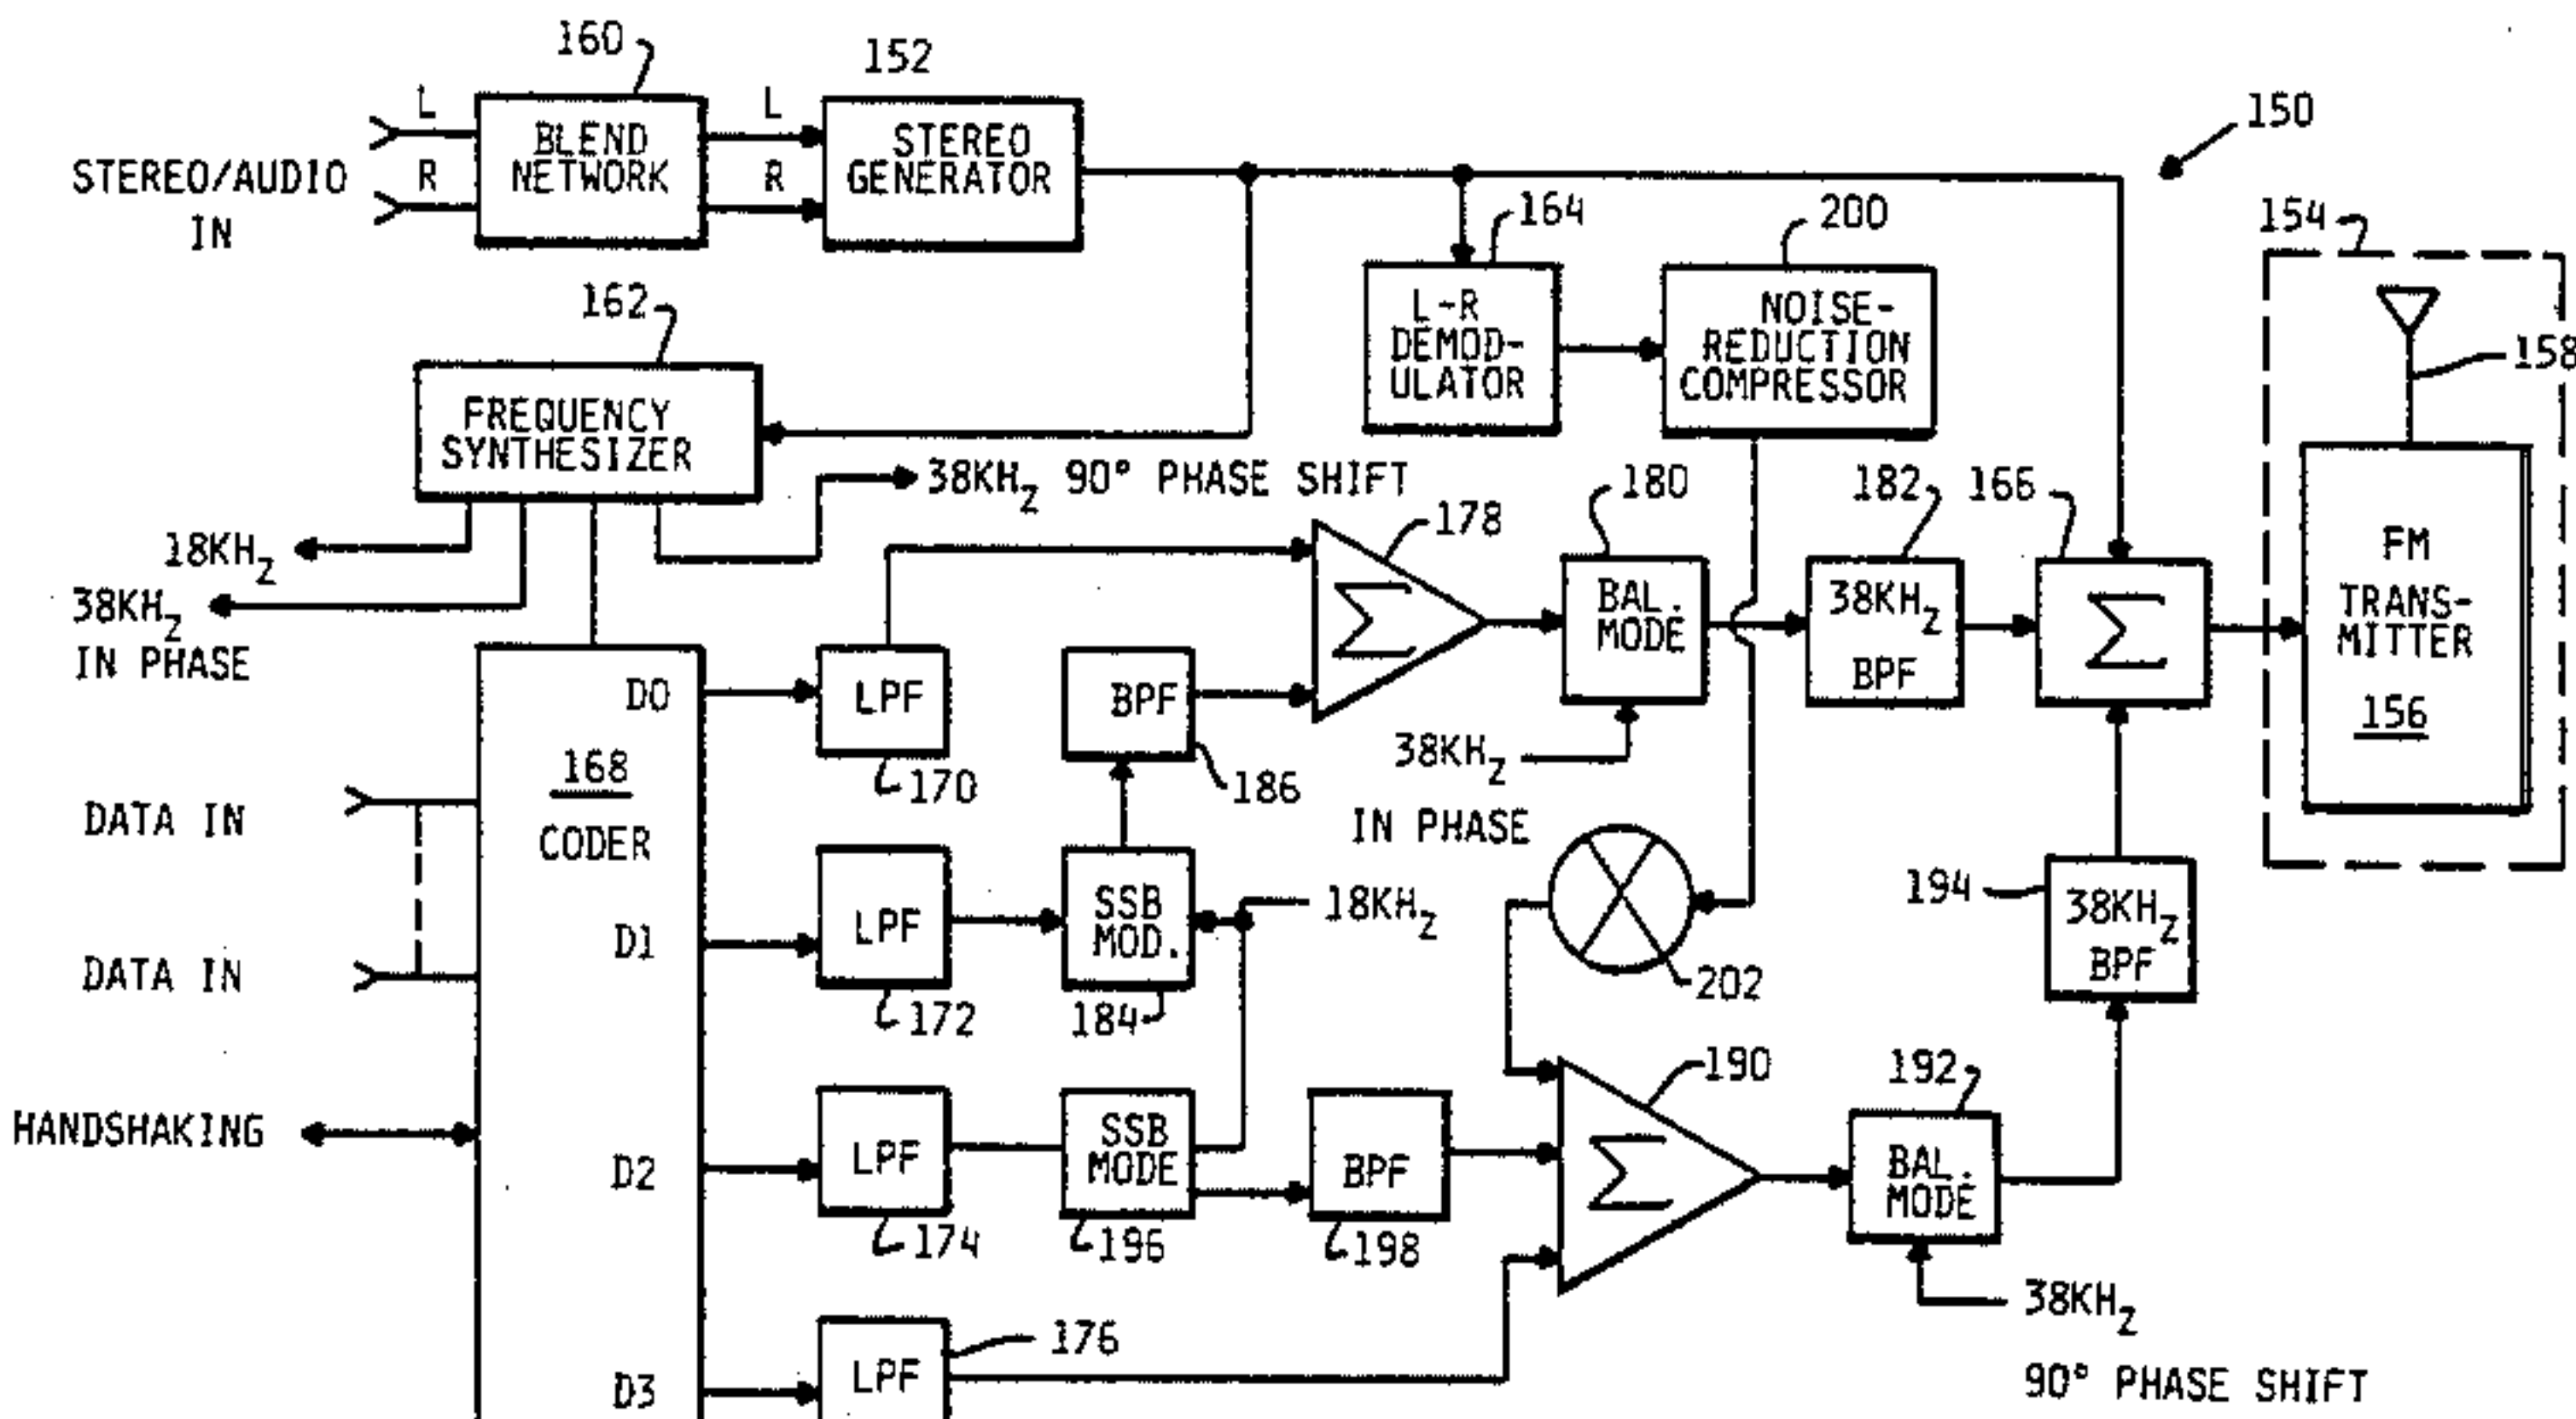 160
152
L
L
BLEND
NETWORK
STEREO
GENERATOR
R
R
STEREO/AUDIO
IN
150
164
200
154
L-R
DEMOD-
ULATOR
NOISE-
REDUCTION
COMPRESSOR
158
162
FREQUENCY
SYNTHESIZER
38KHZ 90° PHASE SHIFT
18KHZ
38KHZ
IN PHASE
178
180
182
166
Σ
BAL.
MODE
38KHZ
BPF
Σ
FM
TRANS-
MITTER
156
D0
LPF
170
BPF
186
38KHZ
IN PHASE
168
CODER
DATA IN
DATA IN
HANDSHAKING
D1
LPF
172
SSB
MOD.
184
18KHZ
202
194
38KHZ
BPF
D2
LPF
174
SSB
MODE
196
BPF
198
190
Σ
192
BAL.
MODE
38KHZ
90° PHASE SHIFT
D3
LPF
176